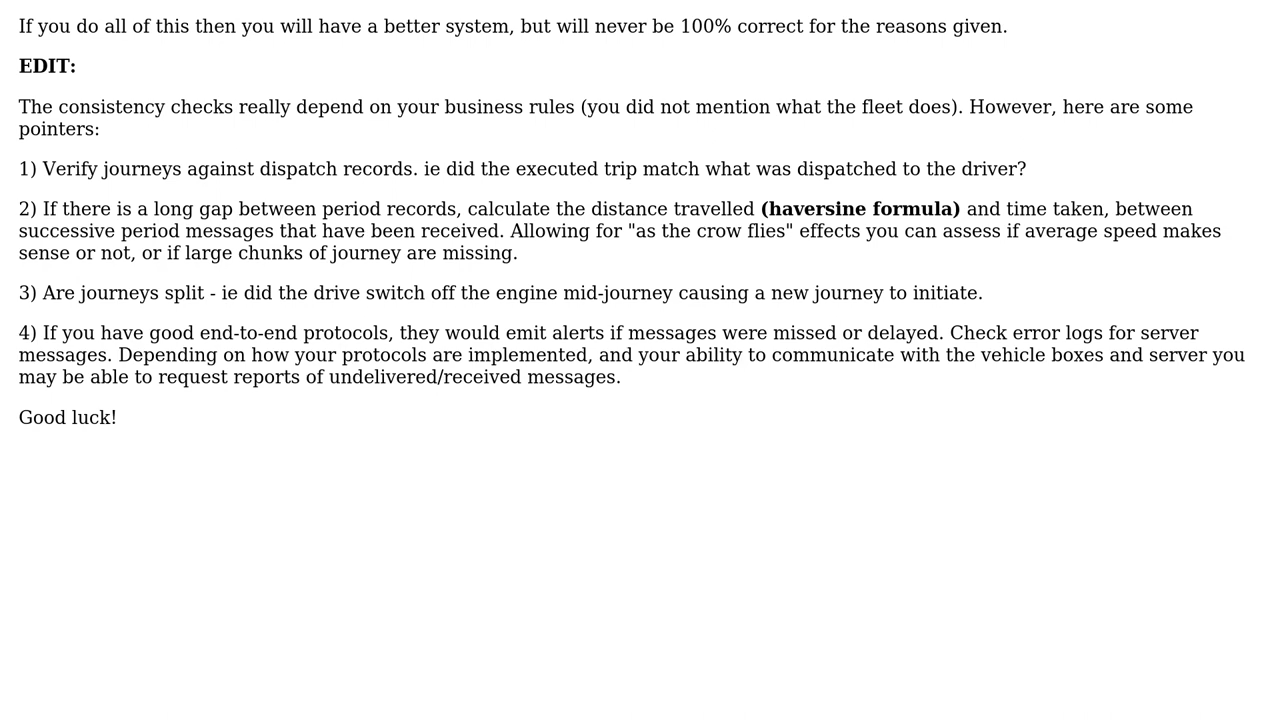 If you do all of this then you will have a better system, but will never be 100% correct for the reasons given.
EDIT:
The consistency checks really depend on your business rules (you did not mention what the fleet does). However, here are some
pointers:
1) Verify journeys against dispatch records. ie did the executed trip match what was dispatched to the driver?
2) If there is a long gap between period records, calculate the distance travelled (haversine formula) and time taken, between
successive period messages that have been received. Allowing for "as the crow flies" effects you can assess if average speed makes
sense or not, or if large chunks of journey are missing.
3) Are journeys split - ie did the drive switch off the engine mid-journey causing a new journey to initiate.
4) If you have good end-to-end protocols, they would emit alerts if messages were missed or delayed. Check error logs for server
messages. Depending on how your protocols are implemented, and your ability to communicate with the vehicle boxes and server you
may be able to request reports of undelivered/received messages.
Good luck!